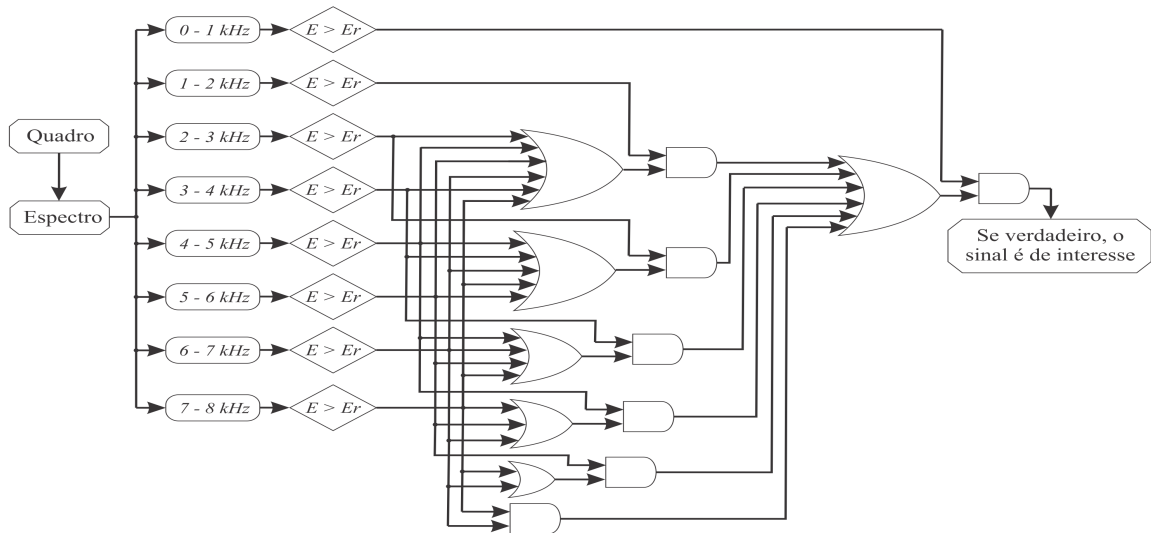 0 - 1 kHz
E > Er
1 - 2 kHz
E > Er
Quadro
2 - 3 kHz
E > Er
3 - 4 kHz
E > Er
Espectro
4 - 5 kHz
E > Er
Se verdadeiro, o
sinal é de interesse
5 - 6 kHz
E > Er
6 - 7 kHz
E > Er
7 - 8 kHz
E > Er